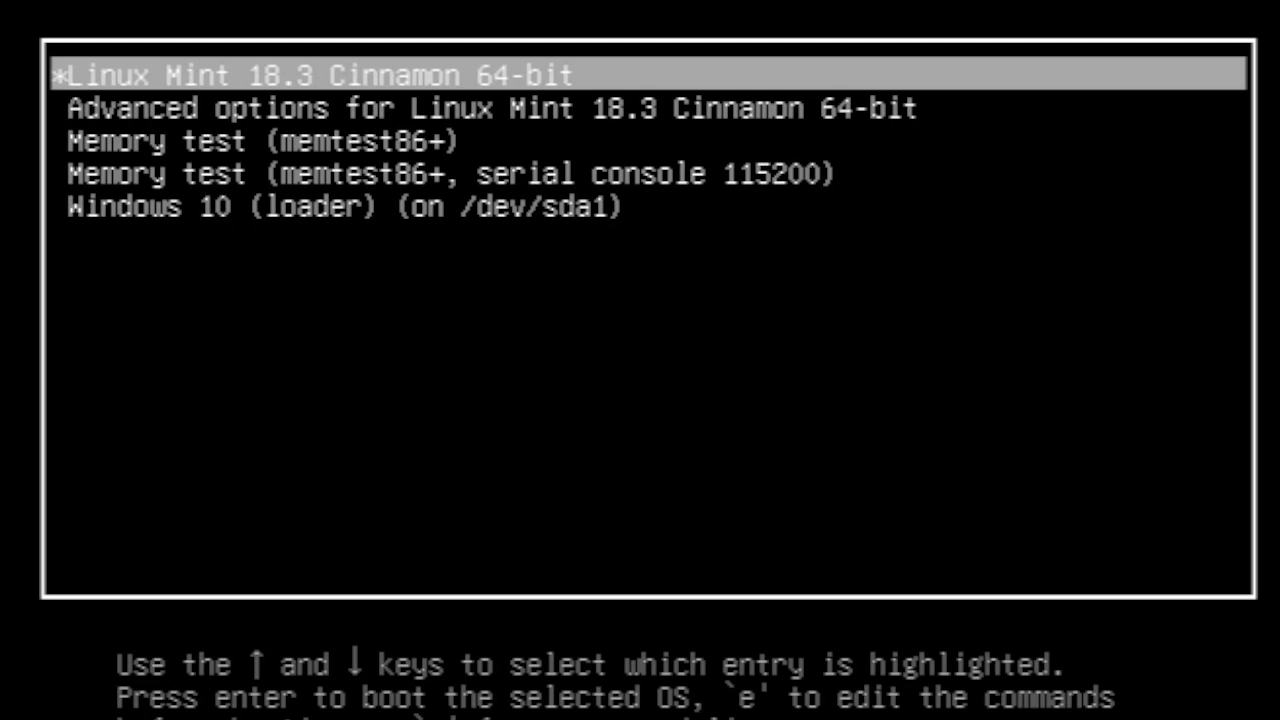 *Linux Mint 18.3 Cinnamon 64-bit
Advanced options for Linux Mint 18.3 Cinnamon 64-bit
Memory test (memtest86+)
Memory test (memtest86+, serial console 115200)
Windows 10 (loader) (on /dev/sda1)
Use the ↑ and ↓ keys to select which entry is highlighted.
Press enter to boot the selected OS, `e' to edit the commands